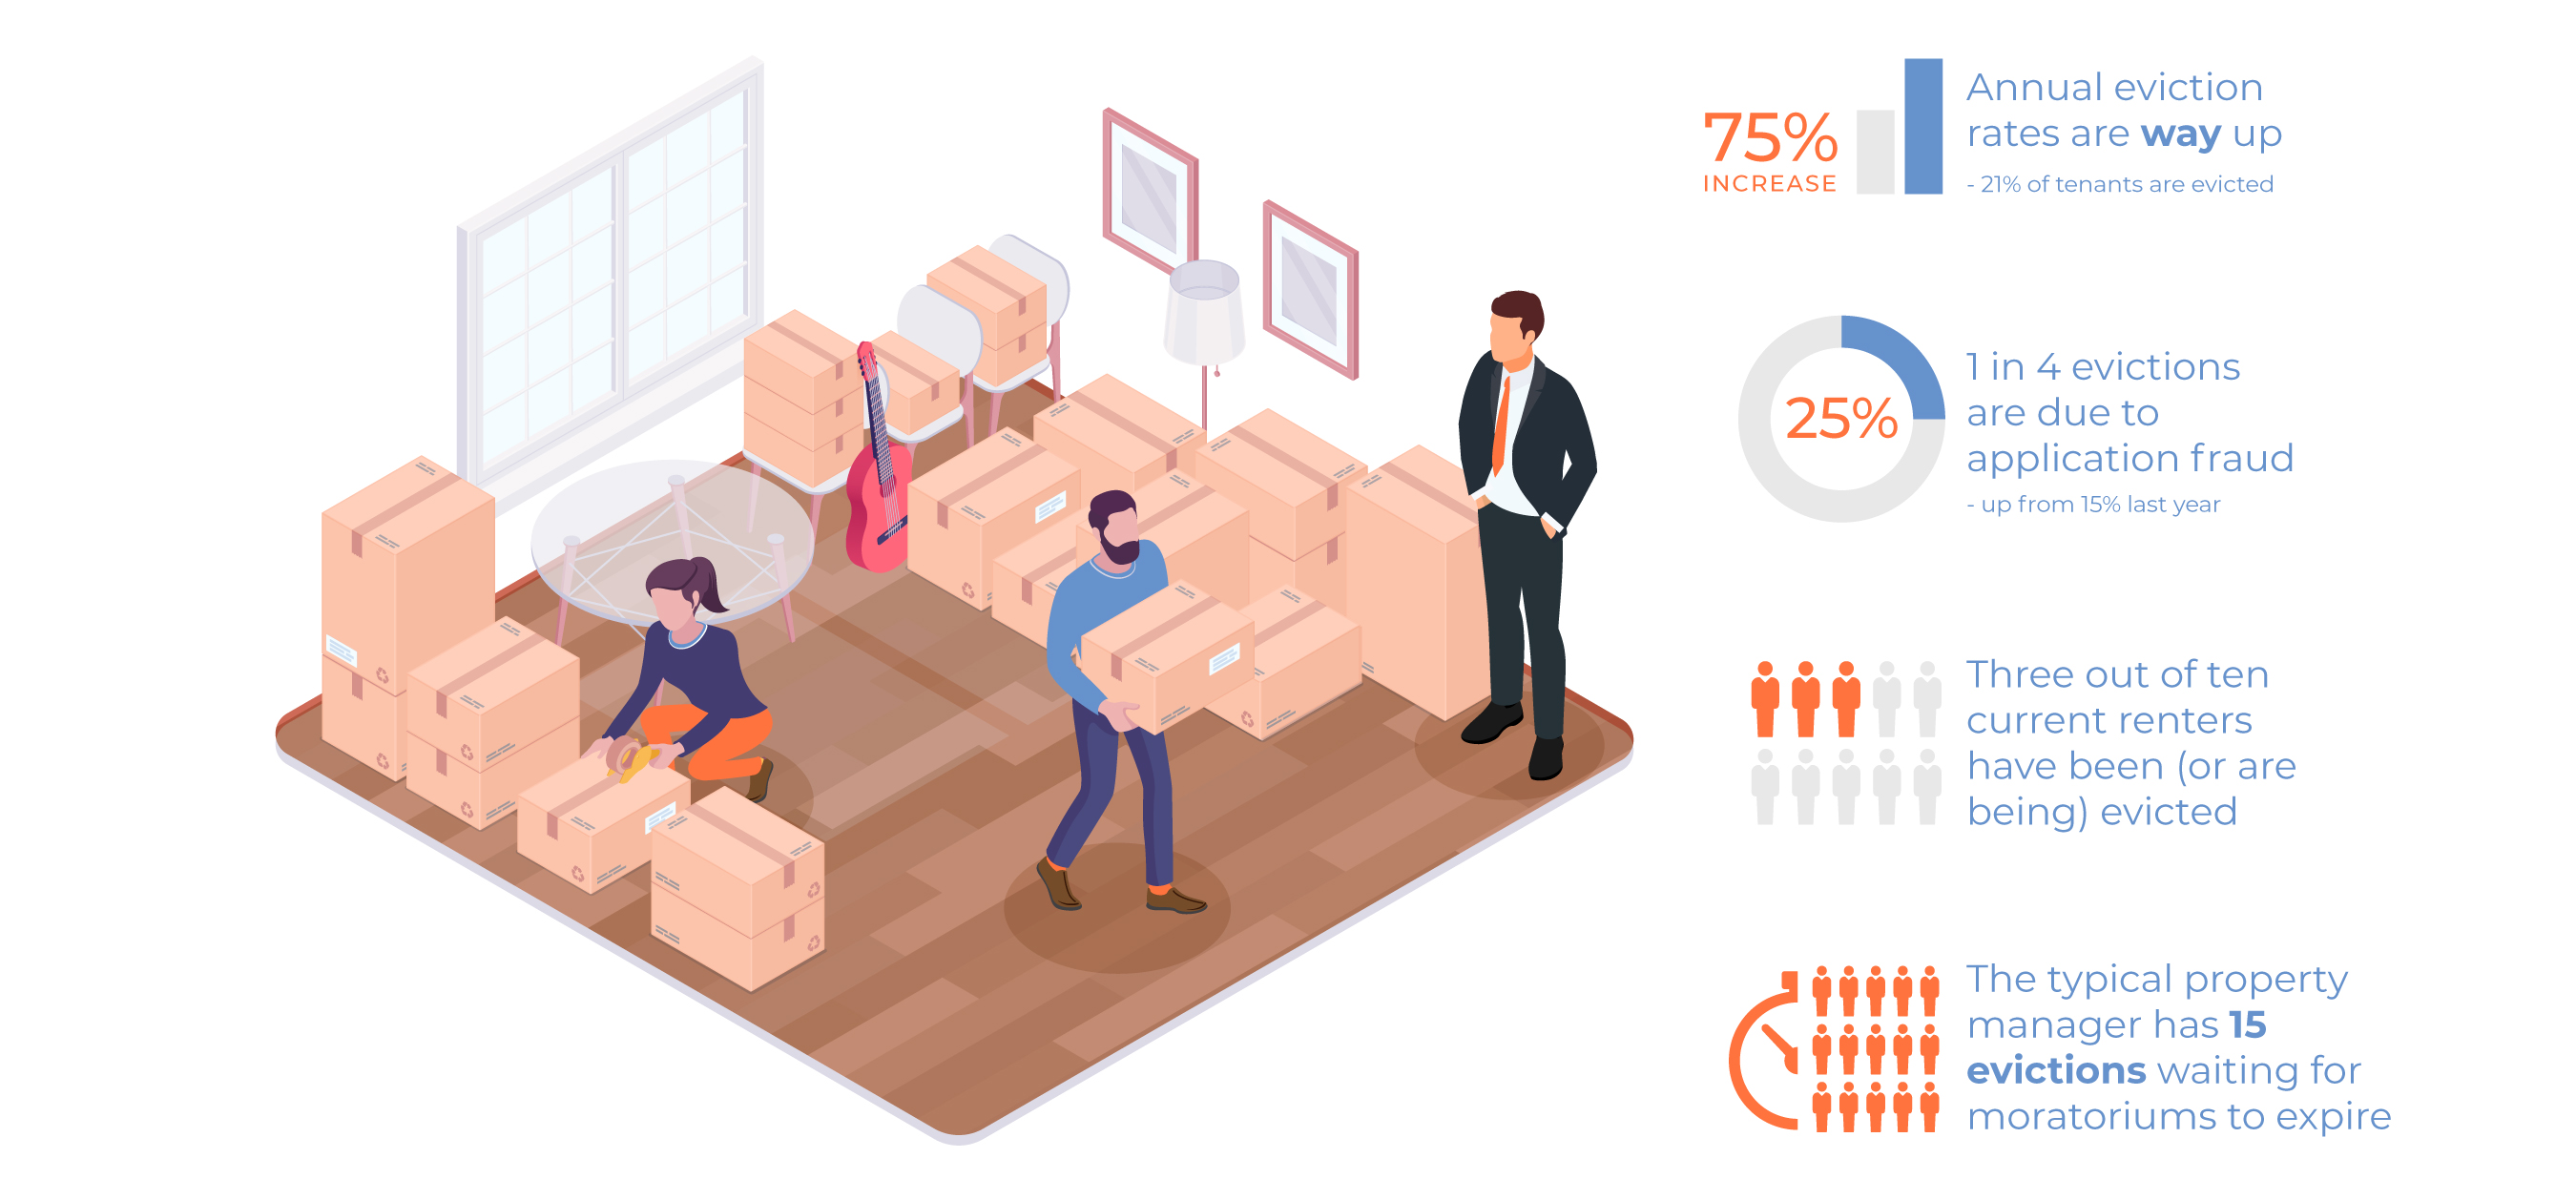 75%
INCREASE
Annual eviction
rates are way up
- 21% of tenants are evicted
25%
1 in 4 evictions
are due to
application fraud
- up from 15% last year
Three out of ten
current renters
have been (or are
being) evicted
The typical property
manager has 15
evictions waiting for
moratoriums to expire